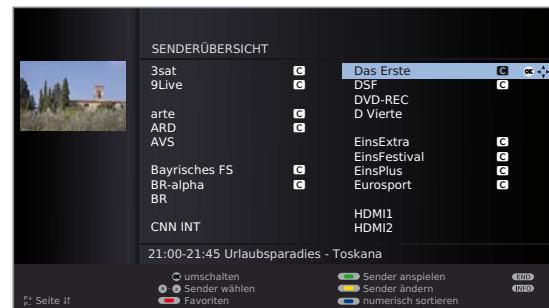 SENDERÜBERSICHT
3sat C
9Live C
arte C
ARD C
AVS
Bayrisches FS C
BR-alpha C
BR
CNN INT
Das Erste C OK
DSF C
DVD-REC
D Vierte
EinsExtra C
EinsFestival C
EinsPlus C
Eurosport C
HDMI1
HDMI2
21:00-21:45 Urlaubsparadies - Toskana
OK umschalten
Sender wählen
Favoriten
Sender anspielen
Sender ändern
numerisch sortieren
END
INFO
P+ P- Seite